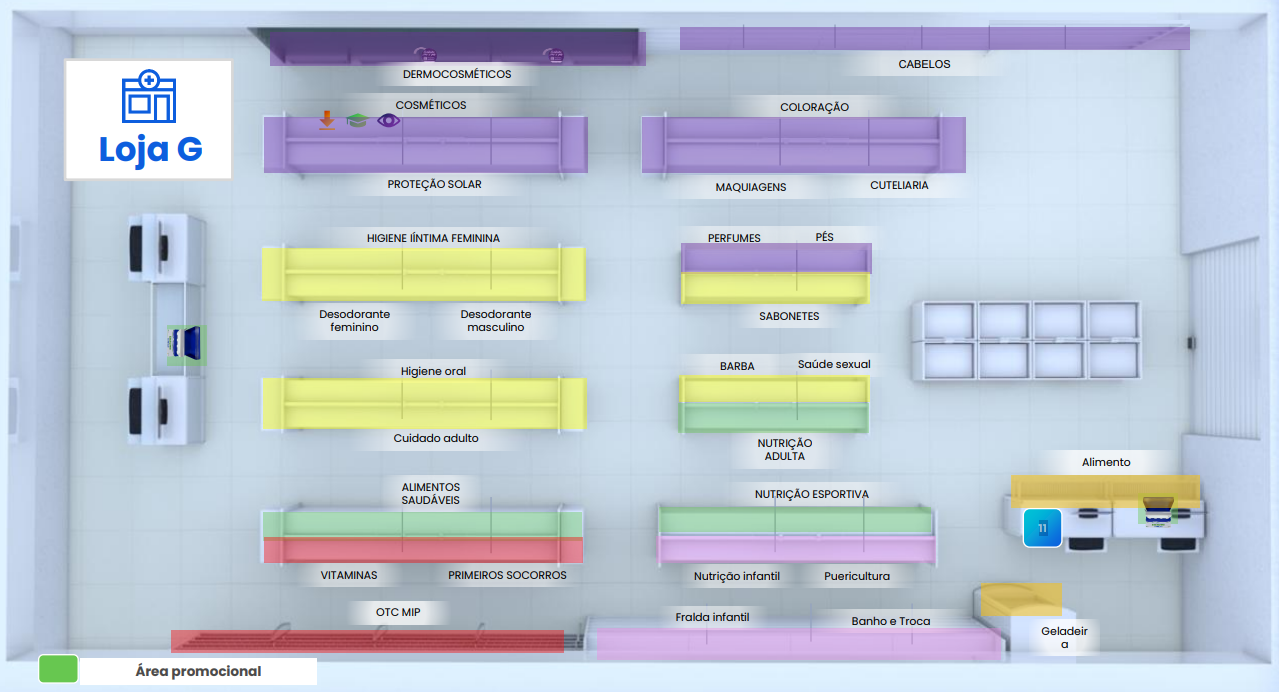 DERMOCOSMÉTICOS
CABELOS
Loja G
COSMÉTICOS
COLORAÇÃO
PROTEÇÃO SOLAR
MAQUIAGENS
CUTELIARIA
HIGIENE IÍNTIMA FEMININA
PERFUMES
PÉS
Desodante
feminino
Desodorante
masculino
SABONETES
Higiene oral
BARBA
Saúde sexual
Cuidado adulto
NUTRIÇÃO
ADULTA
Alimento
ALIMENTOS
SAUDÁVEIS
NUTRIÇÃO ESPORTIVA
11
VITAMINAS
PRIMEIROS SOCORROS
Nutrição infantil
Puericultura
OTC MIP
Fralda infantil
Banho e Troca
Geladeir
a
Área promocional